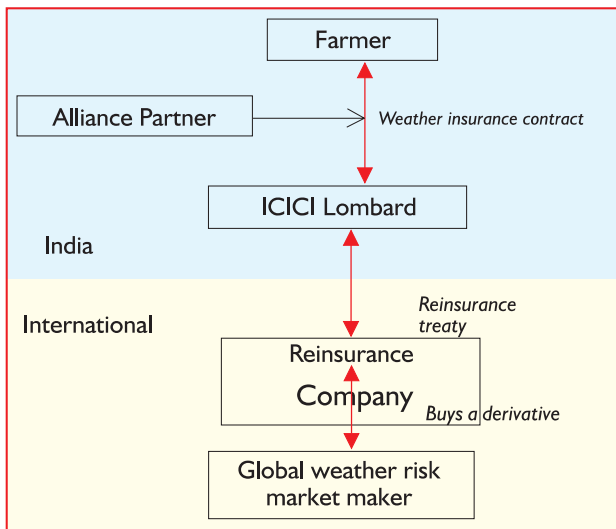 Farmer
Alliance Partner
Weather insurance contract
ICICI Lombard
India
International
Reinsurance
treaty
Reinsurance
Company
Buys a derivative
Global weather risk
market maker